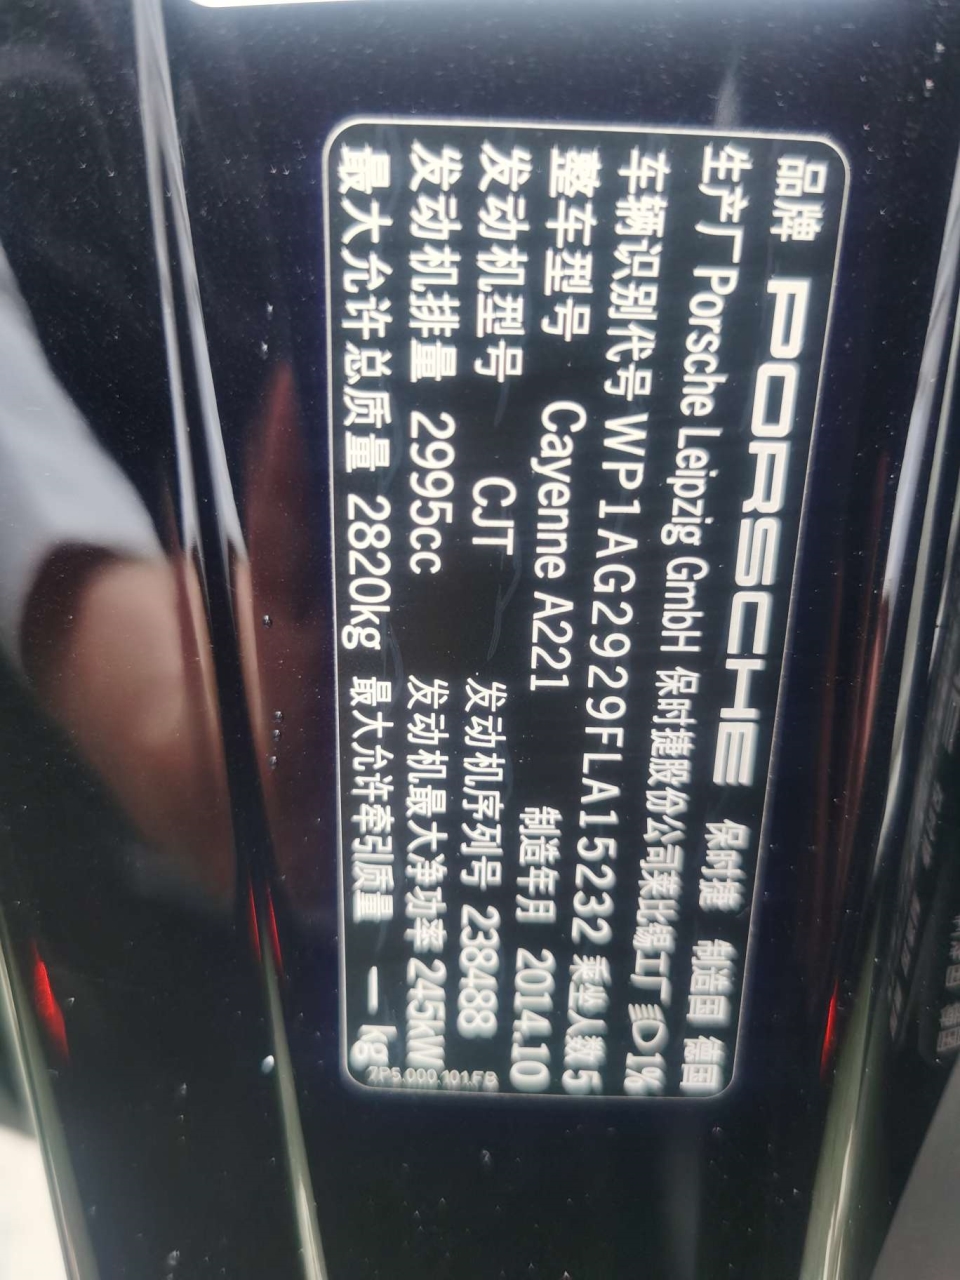 品牌 PORSCHE 保时捷 制造国 德国
生产厂 Porsche Leipzig GmbH 保时捷股份公司莱比锡工厂 1%
车辆识别代号 WP1AG2929FLA15232 乘坐人数 5
整车型号 Cayenne A221 制造年月 2014.10
发动机型号 CJT 发动机序列号 238488
发动机排量 2995cc 发动机最大净功率 245kW
最大允许总质量 2820kg 最大允许牵引质量 — kg
7P5.000.101.FB